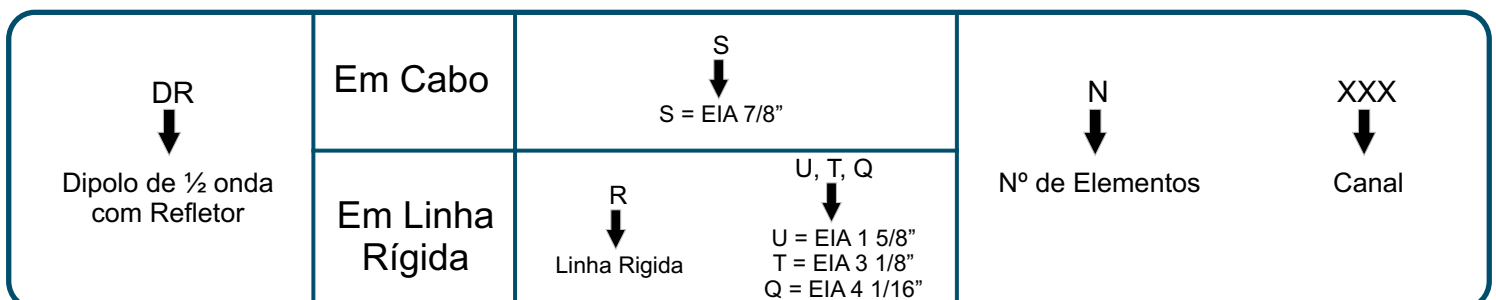 DR
Dipolo de ½ onda
com Refletor
Em Cabo
S
S = EIA 7/8”
Em Linha
Rígida
R
Linha Rigida
U, T, Q
U = EIA 1 5/8”
T = EIA 3 1/8”
Q = EIA 4 1/16”
N
Nº de Elementos
XXX
Canal